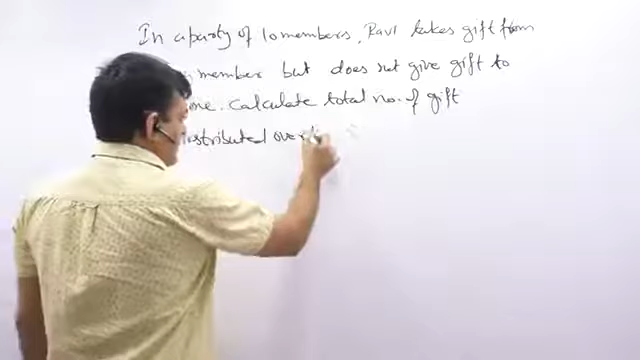 In a party of 10 members, Ravi takes gift from
member but does not give gift to
Calculate total no. of gift
distributed over